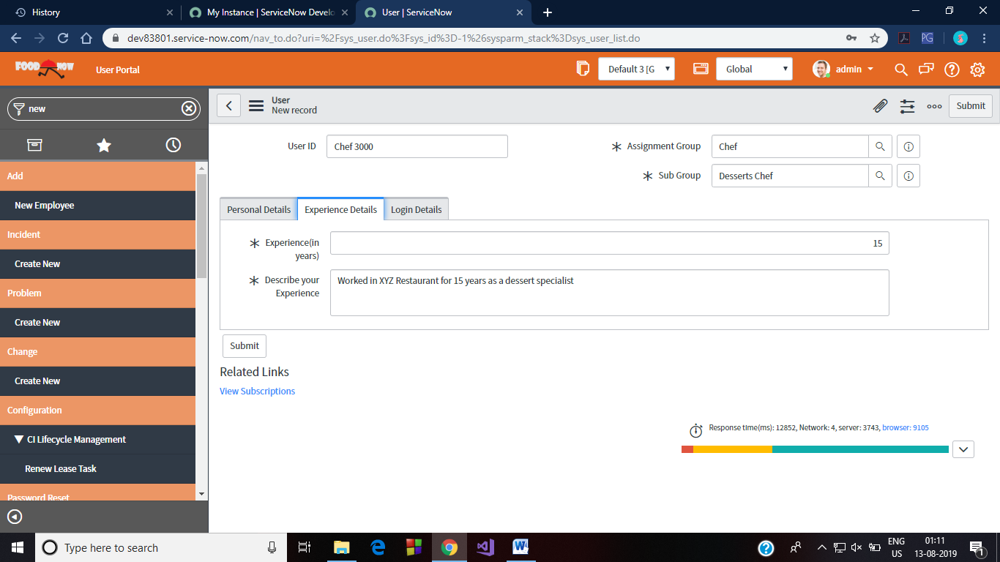 History
My Instance | ServiceNow Develo
User | ServiceNow
dev83801.service-now.com/nav_to.do?uri=%2Fsys_user.do%3Fsys_id%3D-1%26sysparm_stack%3Dsys_user_list.do
PG
S
FOOD NOW
User Portal
Default 3 [G
Global
admin
new
User
New record
Submit
User ID
Chef 3000
Assignment Group
Chef
Sub Group
Desserts Chef
Add
New Employee
Incident
Create New
Problem
Create New
Change
Create New
Configuration
CI Lifecycle Management
Renew Lease Task
Password Reset
Personal Details
Experience Details
Login Details
Experience(in
years)
15
Describe your
Experience
Worked in XYZ Restaurant for 15 years as a dessert specialist
Submit
Related Links
View Subscriptions
Response time(ms): 12852, Network: 4, server: 3743, browser: 9105
Type here to search
ENG
US
01:11
13-08-2019
1